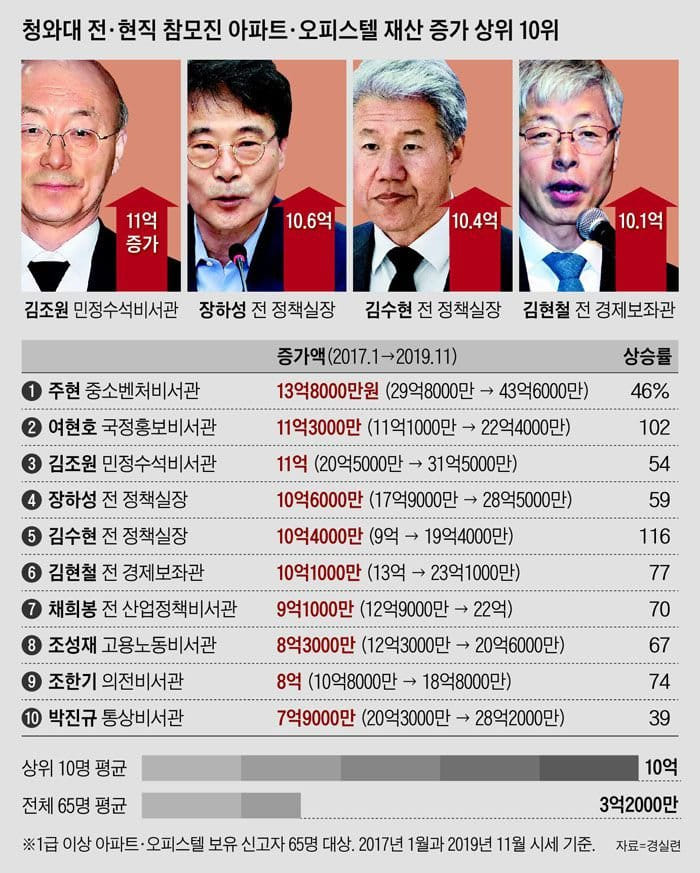 청와대 전·현직 참모진 아파트·오피스텔 재산 증가 상위 10위
11억 증가
10.6억
10.4억
10.1억
김조원 민정수석비서관
장하성 전 정책실장
김수현 전 정책실장
김현철 전 경제보좌관
증가액(2017.1→2019.11) 상승률
1 주현 중소벤처비서관 13억8000만원 (29억8000만 → 43억6000만) 46%
2 여현호 국정홍보비서관 11억3000만 (11억1000만 → 22억4000만) 102
3 김조원 민정수석비서관 11억 (20억5000만 → 31억5000만) 54
4 장하성 전 정책실장 10억6000만 (17억9000만 → 28억5000만) 59
5 김수현 전 정책실장 10억4000만 (9억 → 19억4000만) 116
6 김현철 전 경제보좌관 10억1000만 (13억 → 23억1000만) 77
7 채희봉 전 산업정책비서관 9억1000만 (12억9000만 → 22억) 70
8 조성재 고용노동비서관 8억3000만 (12억3000만 → 20억6000만) 67
9 조한기 의전비서관 8억 (10억8000만 → 18억8000만) 74
10 박진규 통상비서관 7억9000만 (20억3000만 → 28억2000만) 39
상위 10명 평균 10억
전체 65명 평균 3억2000만
※1급 이상 아파트·오피스텔 보유 신고자 65명 대상. 2017년 1월과 2019년 11월 시세 기준. 자료=경실련